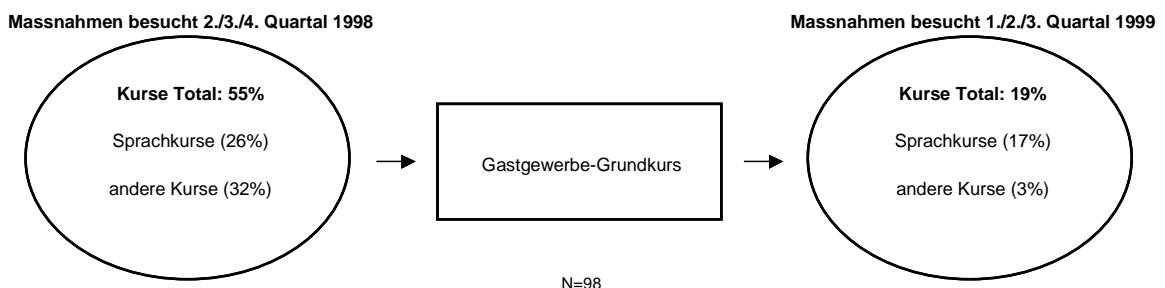 Massnahmen besucht 2./3./4. Quartal 1998
Kurse Total: 55%
Sprachkurse (26%)
andere Kurse (32%)
Gastgewerbe-Grundkurs
N=98
Massnahmen besucht 1./2./3. Quartal 1999
Kurse Total: 19%
Sprachkurse (17%)
andere Kurse (3%)